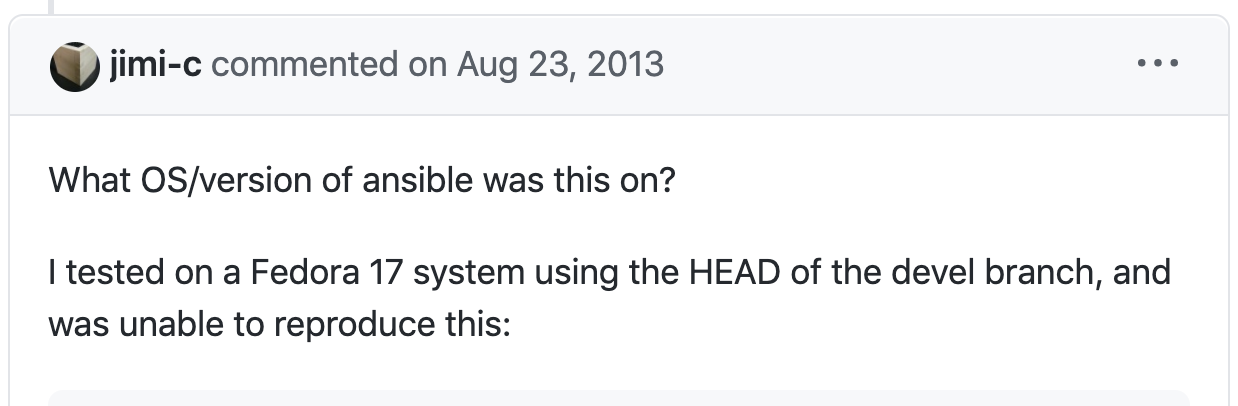 jimi-c commented on Aug 23, 2013
What OS/version of ansible was this on?
I tested on a Fedora 17 system using the HEAD of the devel branch, and
was unable to reproduce this: